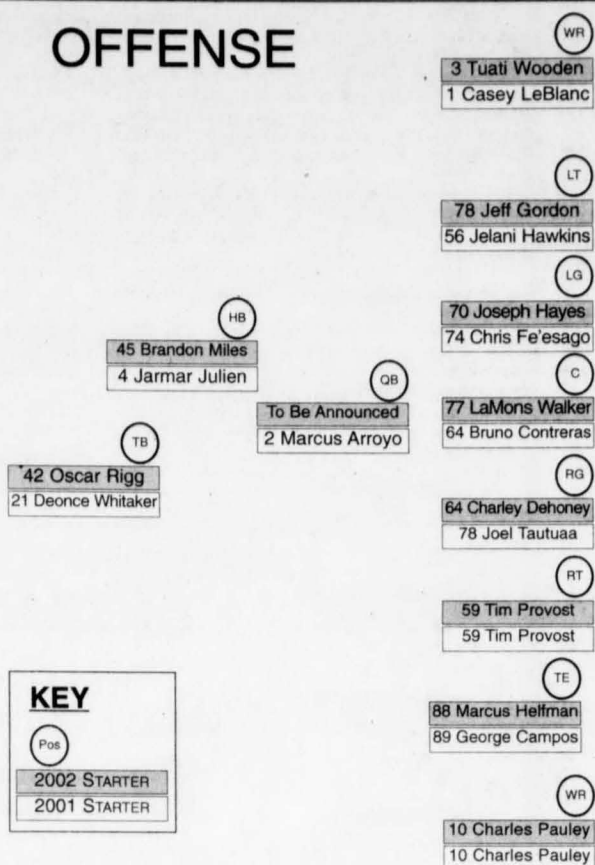 OFFENSE
WR
3 Tuati Wooden
1 Casey LeBlanc
LT
78 Jeff Gordon
56 Jelani Hawkins
LG
70 Joseph Hayes
74 Chris Fe'esago
HB
45 Brandon Miles
4 Jarmar Julien
QB
To Be Announced
2 Marcus Arroyo
C
77 LaMons Walker
64 Bruno Contreras
TB
42 Oscar Rigg
21 Deonce Whitaker
RG
64 Charley Dehoney
78 Joel Tautuaa
RT
59 Tim Provost
59 Tim Provost
TE
88 Marcus Helfman
89 George Campos
KEY
Pos
2002 STARTER
2001 STARTER
WR
10 Charles Pauley
10 Charles Pauley